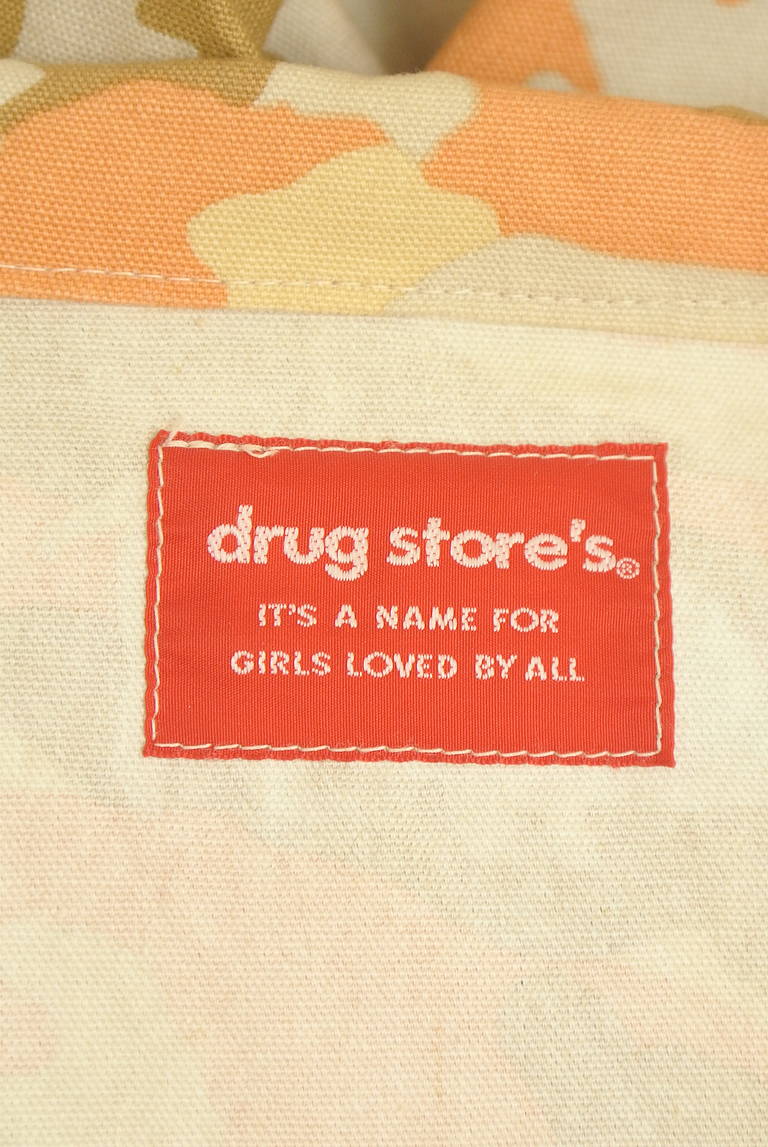 drug store's®
IT'S A NAME FOR
GIRLS LOVED BY ALL